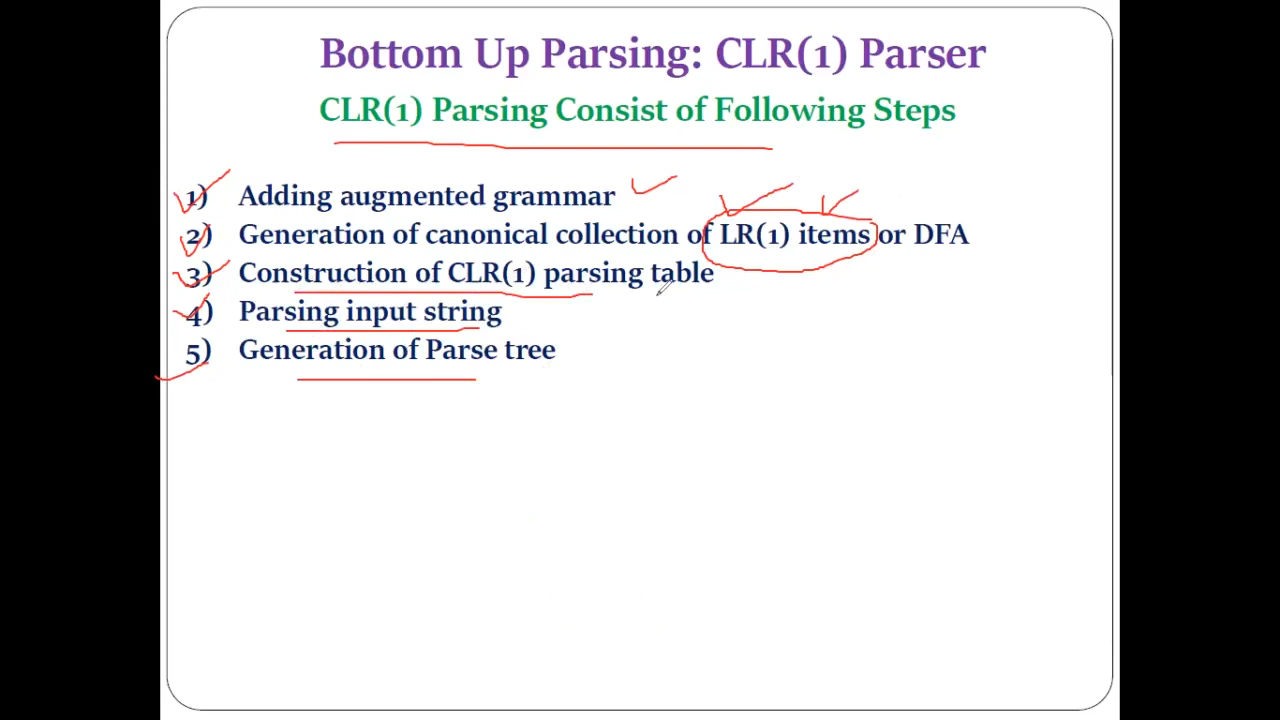 Bottom Up Parsing: CLR(1) Parser
CLR(1) Parsing Consist of Following Steps
1) Adding augmented grammar
2) Generation of canonical collection of LR(1) items or DFA
3) Construction of CLR(1) parsing table
4) Parsing input string
5) Generation of Parse tree